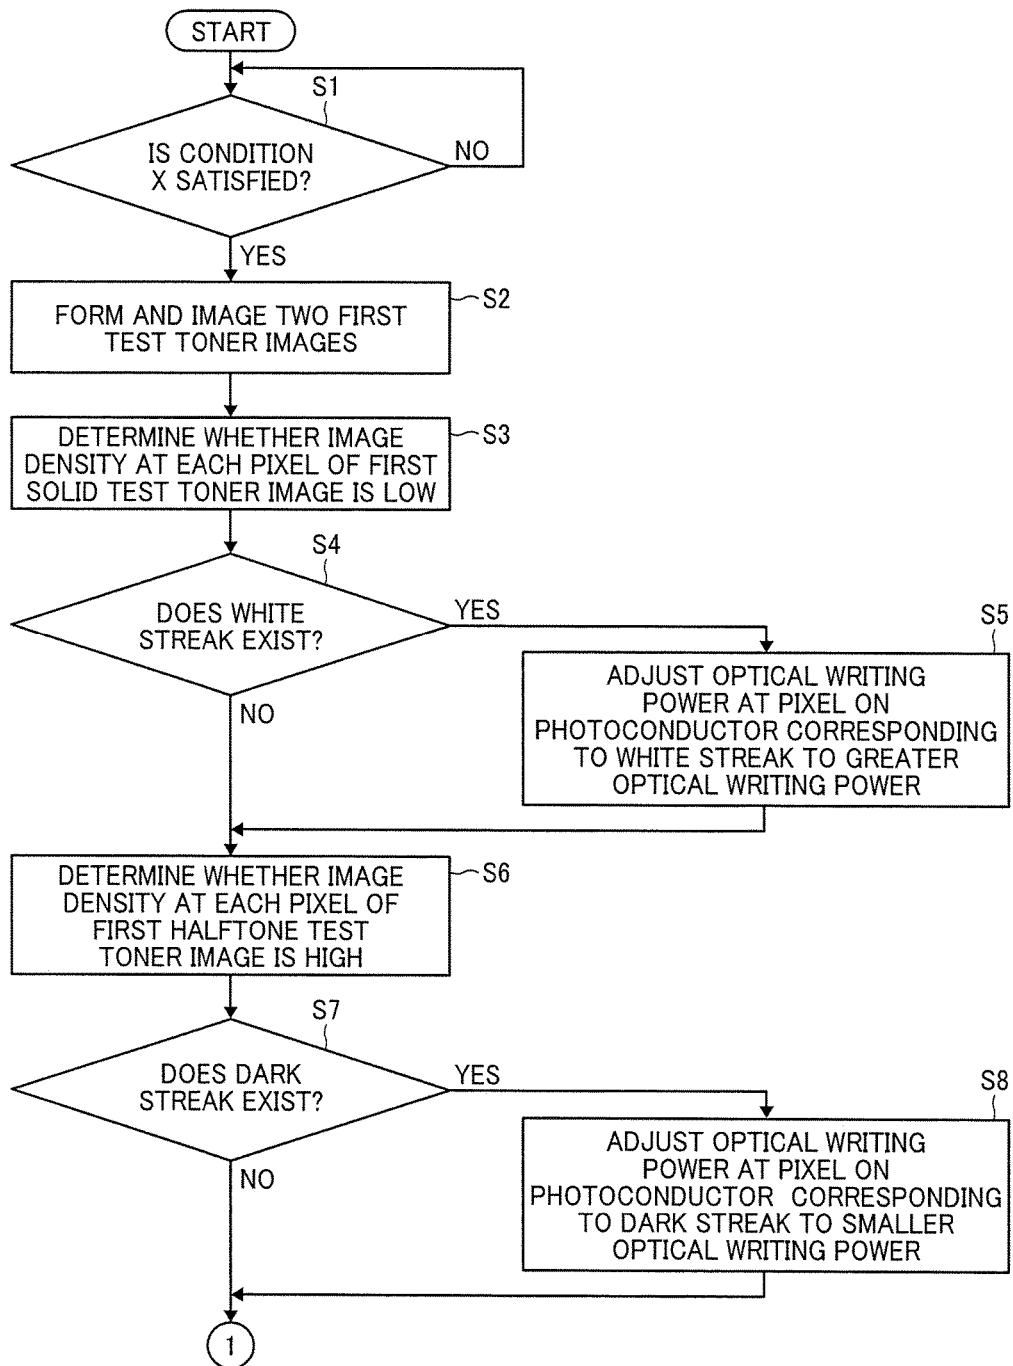 START
S1
IS CONDITION
X SATISFIED?
NO
YES
S2
FORM AND IMAGE TWO FIRST
TEST TONER IMAGES
S3
DETERMINE WHETHER IMAGE
DENSITY AT EACH PIXEL OF FIRST
SOLID TEST TONER IMAGE IS LOW
S4
DOES WHITE
STREAK EXIST?
YES
NO
S5
ADJUST OPTICAL WRITING
POWER AT PIXEL ON
PHOTOCONDUCTOR CORRESPONDING
TO WHITE STREAK TO GREATER
OPTICAL WRITING POWER
S6
DETERMINE WHETHER IMAGE
DENSITY AT EACH PIXEL OF
FIRST HALFTONE TEST
TONER IMAGE IS HIGH
S7
DOES DARK
STREAK EXIST?
YES
NO
S8
ADJUST OPTICAL WRITING
POWER AT PIXEL ON
PHOTOCONDUCTOR CORRESPONDING
TO DARK STREAK TO SMALLER
OPTICAL WRITING POWER
1